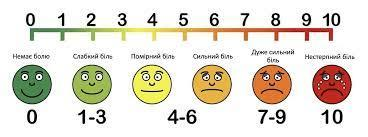 0 1 2 3 4 5 6 7 8 9 10
Немає болю Слабкий біль Помірний біль Сильний біль Дуже сильний біль Нестерпний біль
0 1-3 4-6 7-9 10